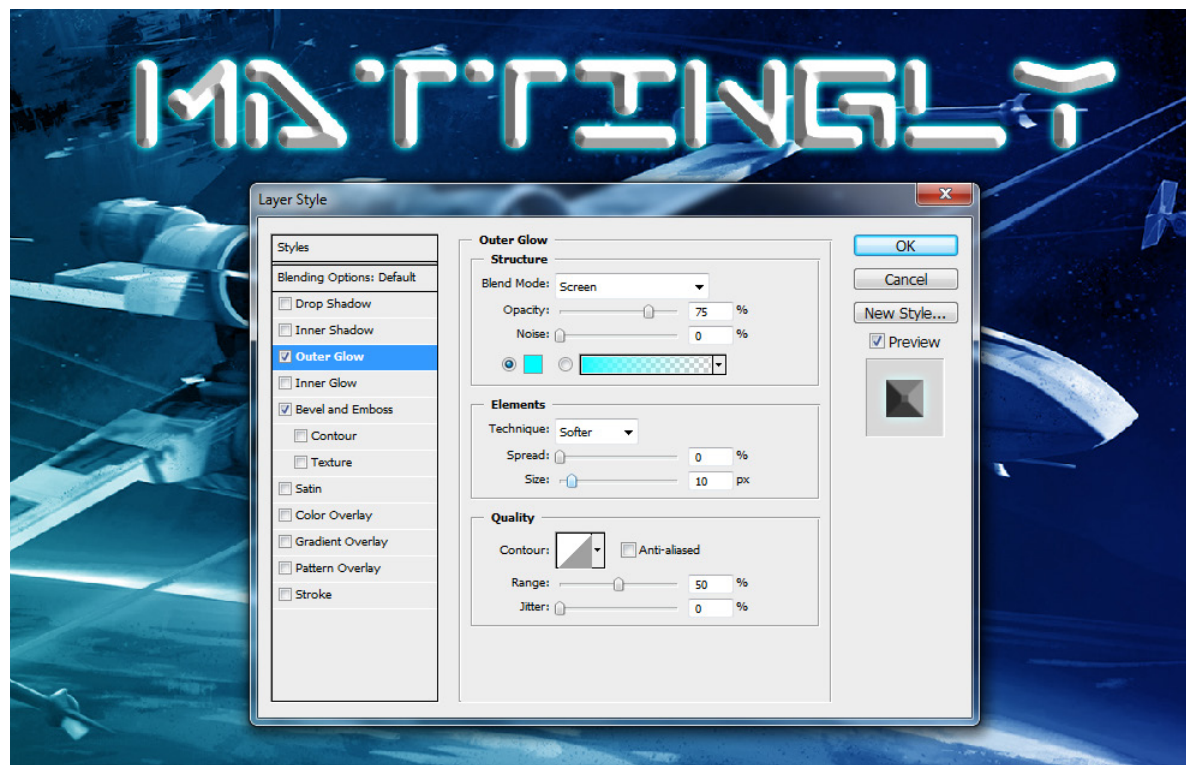 MATTINGLY
Layer Style
Styles
Blending Options: Default
Drop Shadow
Inner Shadow
Outer Glow
Inner Glow
Bevel and Emboss
Contour
Texture
Satin
Color Overlay
Gradient Overlay
Pattern Overlay
Stroke
Outer Glow
Structure
Blend Mode: Screen
Opacity: 75 %
Noise: 0 %
Elements
Technique: Softer
Spread: 0 %
Size: 10 px
Quality
Contour: Anti-aliased
Range: 50 %
Jitter: 0 %
OK
Cancel
New Style...
Preview